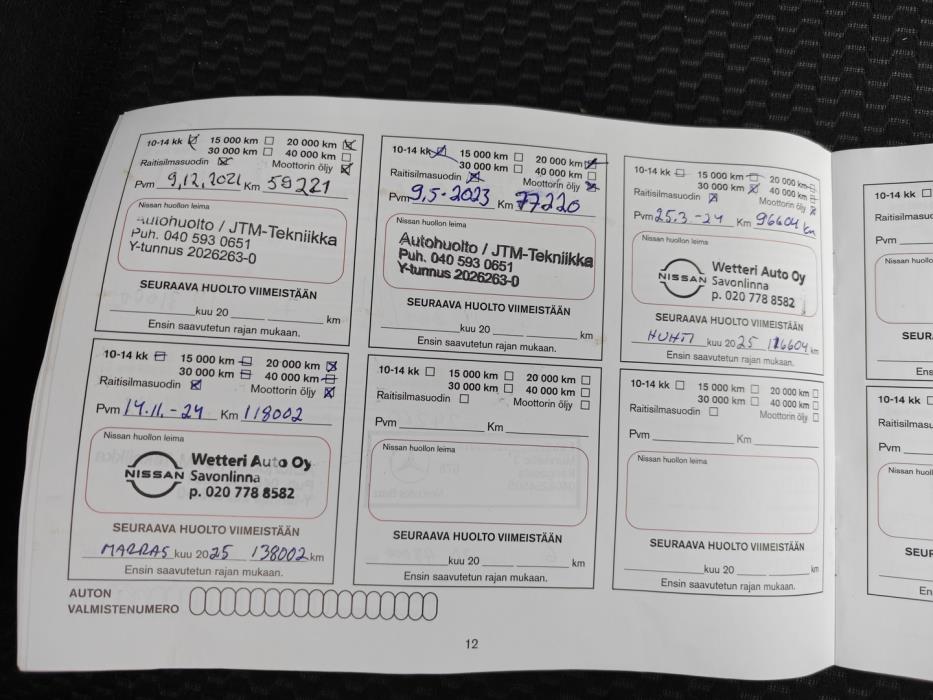 10-14 kk 15 000 km 20 000 km
30 000 km 40 000 km
Raitisilmasuodin Moottorin öljy
Pvm 9,12,2021 Km 59221
Nissan huollon leima
Autohuolto / JTM-Tekniikka
Puh. 040 593 0651
Y-tunnus 2026263-0
SEURAAVA HUOLTO VIIMEISTÄÄN
kuu 20 km
Ensin saavutetun rajan mukaan.
10-14 kk 15 000 km 20 000 km
30 000 km 40 000 km
Raitisilmasuodin Moottorin öljy
Pvm 9,5.2023 Km 77220
Nissan huollon leima
Autohuolto / JTM-Tekniikka
Puh. 040 593 0651
Y-tunnus 2026263-0
SEURAAVA HUOLTO VIIMEISTÄÄN
kuu 20 km
Ensin saavutetun rajan mukaan.
10-14 kk 15 000 km 20 000 km
30 000 km 40 000 km
Raitisilmasuodin Moottorin öljy
Pvm 25.3-24 Km 96604 km
Nissan huollon leima
NISSAN
Wetteri Auto Oy
Savonlinna
p. 020 778 8582
SEURAAVA HUOLTO VIIMEISTÄÄN
HUHTI kuu 20 25 116604 km
Ensin saavutetun rajan mukaan.
10-14 kk
Raitisilmasu
Pvm
Nissan huoll
SEUR
Ens
10-14 kk 15 000 km 20 000 km
30 000 km 40 000 km
Raitisilmasuodin Moottorin öljy
Pvm 14.11.-24 Km 118002
Nissan huollon leima
NISSAN
Wetteri Auto Oy
Savonlinna
p. 020 778 8582
SEURAAVA HUOLTO VIIMEISTÄÄN
MARRAS kuu 20 25 138002 km
Ensin saavutetun rajan mukaan.
10-14 kk 15 000 km 20 000 km
30 000 km 40 000 km
Raitisilmasuodin Moottorin öljy
Pvm Km
Nissan huollon leima
SEURAAVA HUOLTO VIIMEISTÄÄN
kuu 20 km
Ensin saavutetun rajan mukaan.
10-14 kk 15 000 km 20 000 km
30 000 km 40 000 km
Raitisilmasuodin Moottorin öljy
Pvm Km
Nissan huollon leima
SEURAAVA HUOLTO VIIMEISTÄÄN
kuu 20 km
Ensin saavutetun rajan mukaan.
10-14 k
Raitisilmasu
Pvm
Nissan huoll
SEUF
En
AUTON
VALMISTENUMERO
12